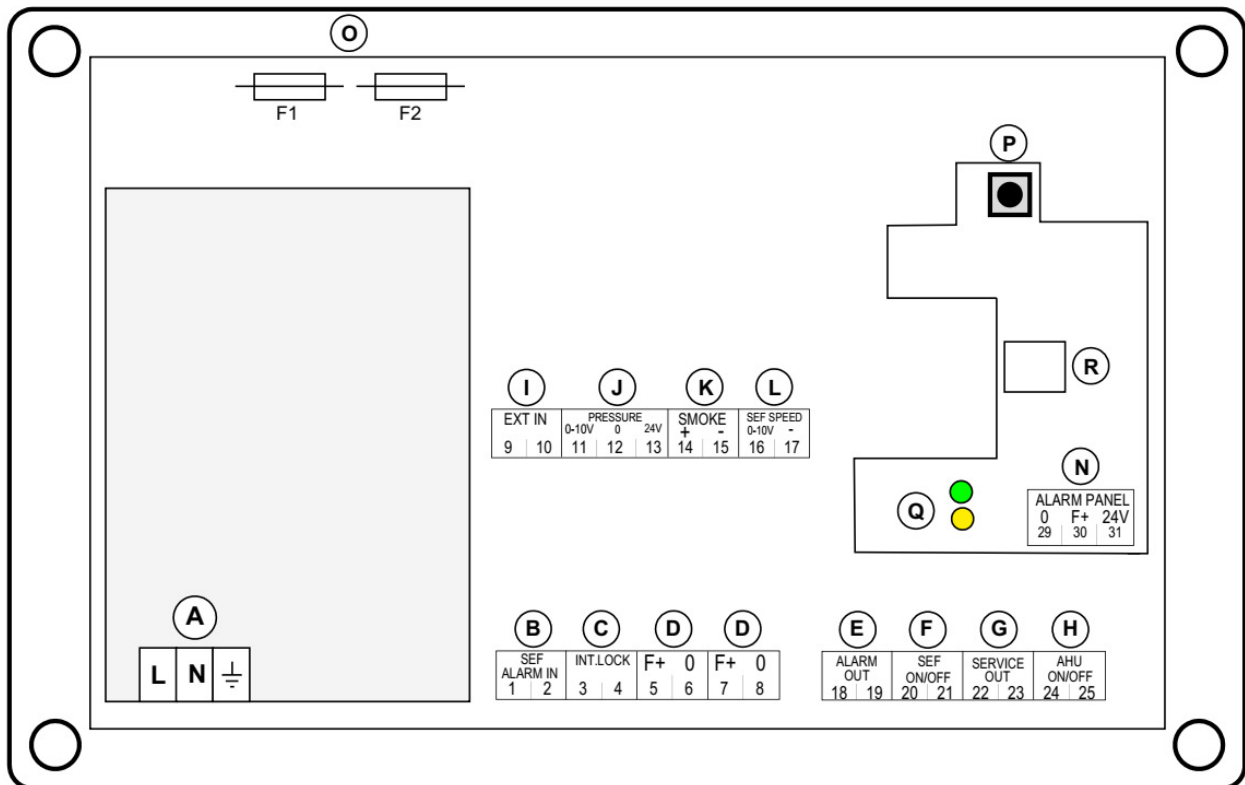 O
F1 F2
P
R
I J K L
EXT IN
9 10
PRESSURE
0-10V 0 24V
11 12 13
SMOKE
+ -
14 15
SEF SPEED
0-10V -
16 17
N
ALARM PANEL
0 F+ 24V
29 30 31
Q
A
L N
B C D D
SEF
ALARM IN
1 2
INT.LOCK
3 4
F+ 0
5 6
F+ 0
7 8
E F G H
ALARM
OUT
18 19
SEF
ON/OFF
20 21
SERVICE
OUT
22 23
AHU
ON/OFF
24 25